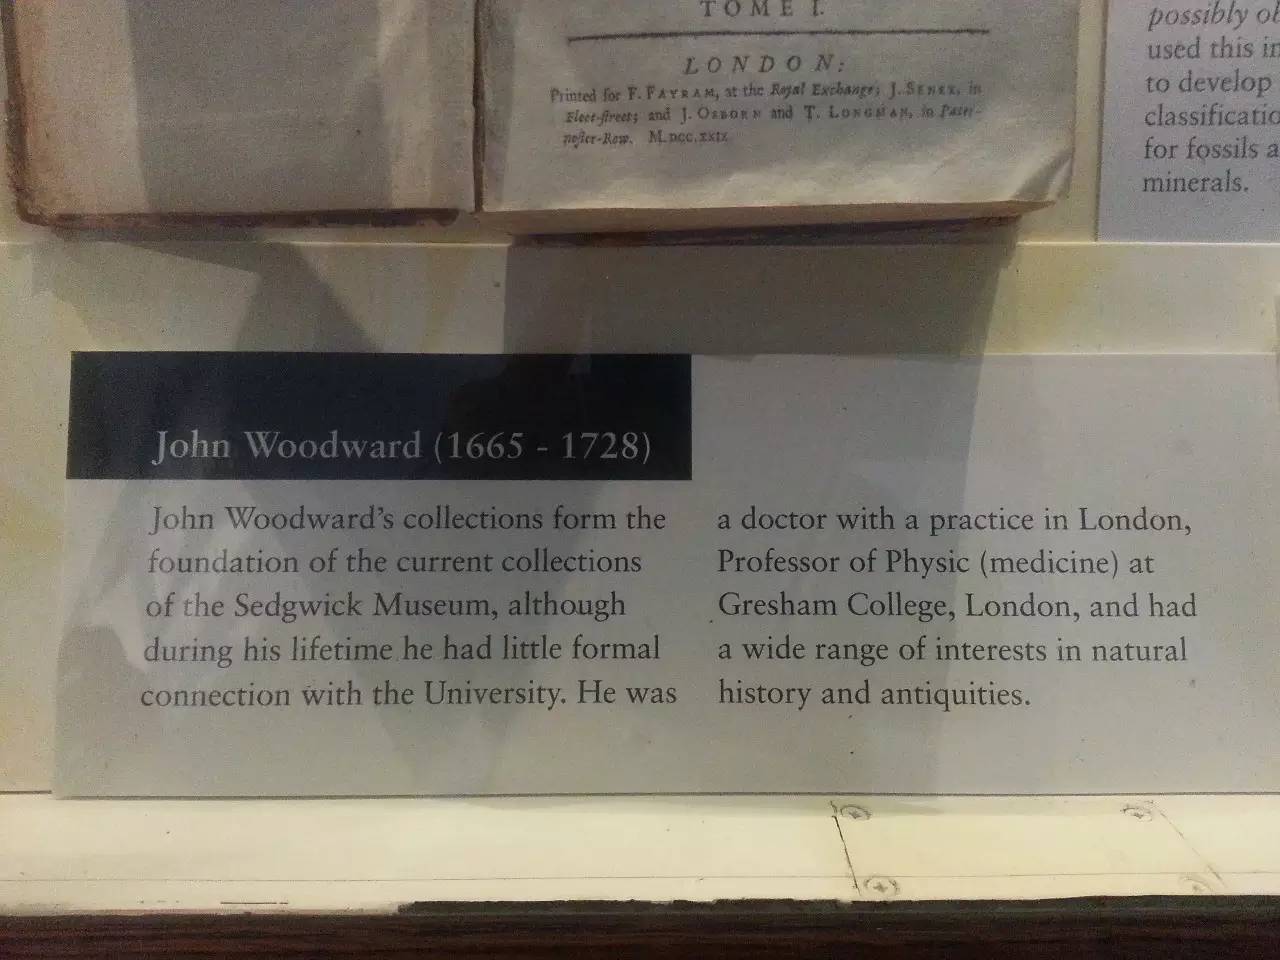 TOME I.
LONDON:
Printed for F. FAYRAM, at the Royal Exchange; J. SENEX, in
Fleet-street; and J. OSBORN and T. LONGMAN, in Pater-
noster-Row. M.DCC.XXIX.
possibly
used this
to develop
for fossils
minerals.
John Woodward (1665 - 1728)
John Woodward's collections form the
foundation of the current collections
of the Sedgwick Museum, although
during his lifetime he had little formal
connection with the University. He was
a doctor with a practice in London,
Professor of Physic (medicine) at
Gresham College, London, and had
a wide range of interests in natural
history and antiquities.